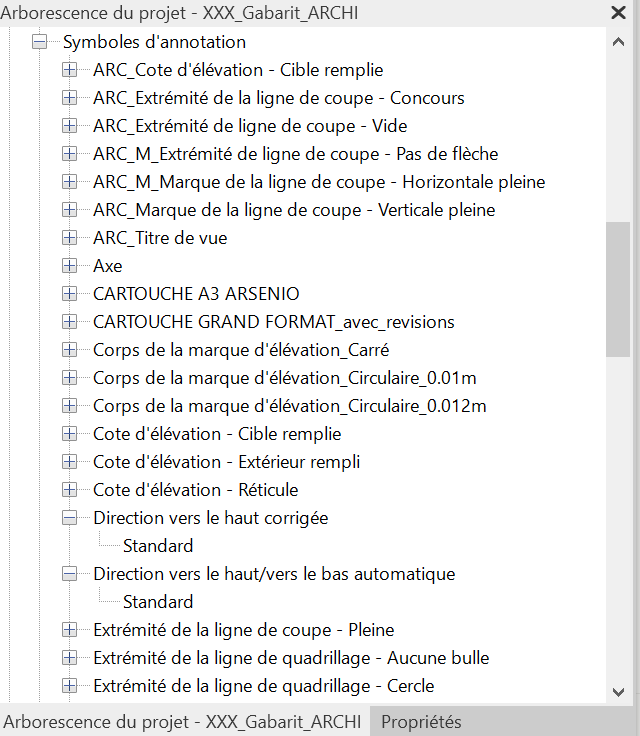 Arborescence du projet - XXX_Gabarit_ARCHI
Symboles d'annotation
ARC_Cote d'élévation - Cible remplie
ARC_Extrémité de la ligne de coupe - Concours
ARC_Extrémité de ligne de coupe - Vide
ARC_M_Extrémité de ligne de coupe - Pas de flèche
ARC_M_Marque de la ligne de coupe - Horizontale pleine
ARC_Marque de la ligne de coupe - Verticale pleine
ARC_Titre de vue
Axe
CARTOUCHE A3 ARSENIO
CARTOUCHE GRAND FORMAT_avec_revisions
Corps de la marque d'élévation_Carré
Corps de la marque d'élévation_Circulaire_0.01m
Corps de la marque d'élévation_Circulaire_0.012m
Cote d'élévation - Cible remplie
Cote d'élévation - Extérieur rempli
Cote d'élévation - Réticule
Direction vers le haut corrigée
Standard
Direction vers le haut/vers le bas automatique
Standard
Extrémité de la ligne de coupe - Pleine
Extrémité de la ligne de quadrillage - Aucune bulle
Extrémité de la ligne de quadrillage - Cercle
Arborescence du projet - XXX_Gabarit_ARCHI
Propriétés